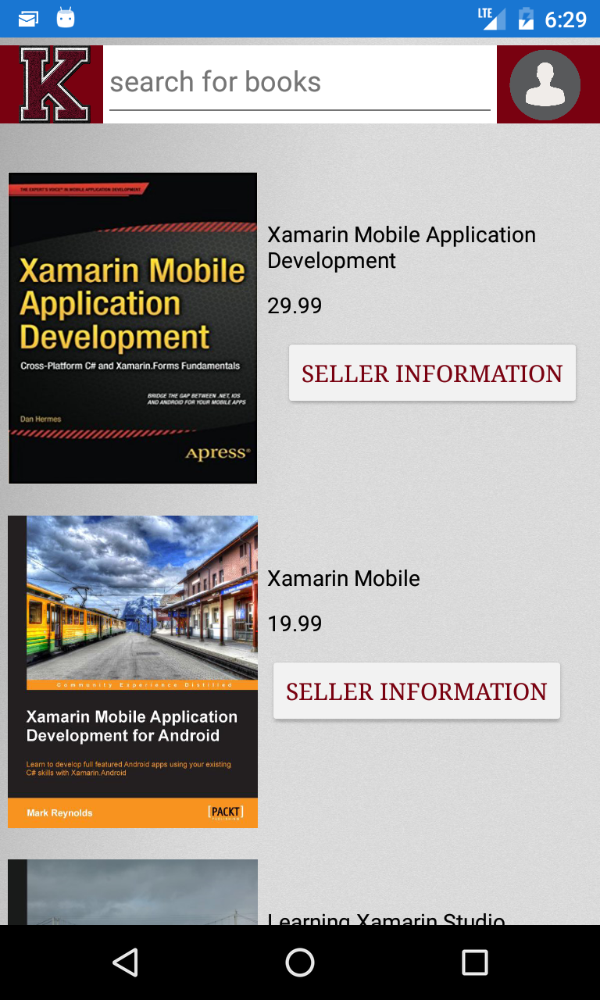 LTE 6:29
K
search for books
THE EXPERT'S VOICE™ IN MOBILE APPLICATION DEVELOPMENT
Xamarin Mobile
Application
Development
Cross-Platform C# and Xamarin.Forms Fundamentals
BRIDGE THE GAP BETWEEN .NET, IOS
AND ANDROID FOR YOUR MOBILE APPS
Dan Hermes
Apress®
Xamarin Mobile Application
Development
29.99
SELLER INFORMATION
Community Experience Distilled
Xamarin Mobile Application
Development for Android
Learn to develop full featured Android apps using your existing
C# skills with Xamarin.Android
Mark Reynolds
[PACKT]
PUBLISHING
Xamarin Mobile
19.99
SELLER INFORMATION
Learning Xamarin Studio